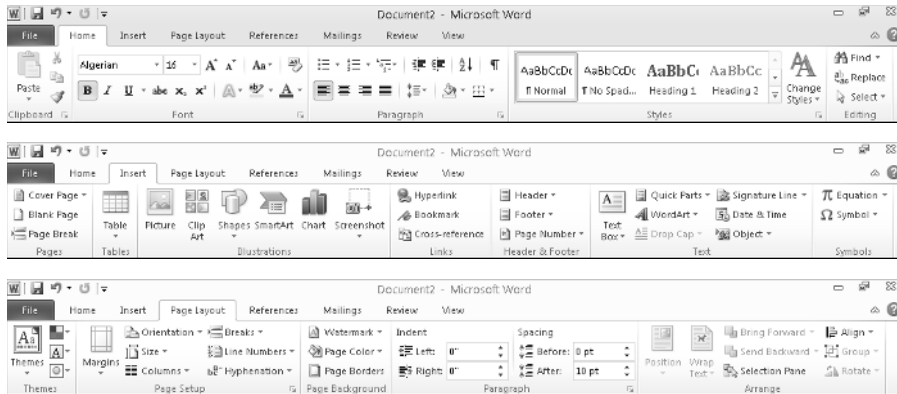 Document2 - Microsoft Word
File Home Insert Page Layout References Mailings Review View
Algerian 16 A A Aa
Find
Paste B I U abc X₂ X² A A
AaBbCcDc AaBbCcDc AaBbCc AaBbCc
Replace
¶ Normal ¶ No Spaci... Heading 1 Heading 2 Change Styles
Select
Clipboard Font Paragraph Styles Editing
Document2 - Microsoft Word
File Home Insert Page Layout References Mailings Review View
Cover Page Hyperlink Header Quick Parts Signature Line Equation
Blank Page Bookmark Footer WordArt Date & Time Symbol
Page Break Table Picture Clip Art Shapes SmartArt Chart Screenshot Cross-reference Page Number Text Box Drop Cap Object
Pages Tables Illustrations Links Header & Footer Text Symbols
Document2 - Microsoft Word
File Home Insert Page Layout References Mailings Review View
Orientation Breaks Watermark Indent Spacing Bring Forward Align
Themes Margins Size Line Numbers Page Color Left: 0" Before: 0 pt Position Wrap Text Send Backward Group
Columns Hyphenation Page Borders Right: 0" After: 10 pt Selection Pane Rotate
Themes Page Setup Page Background Paragraph Arrange